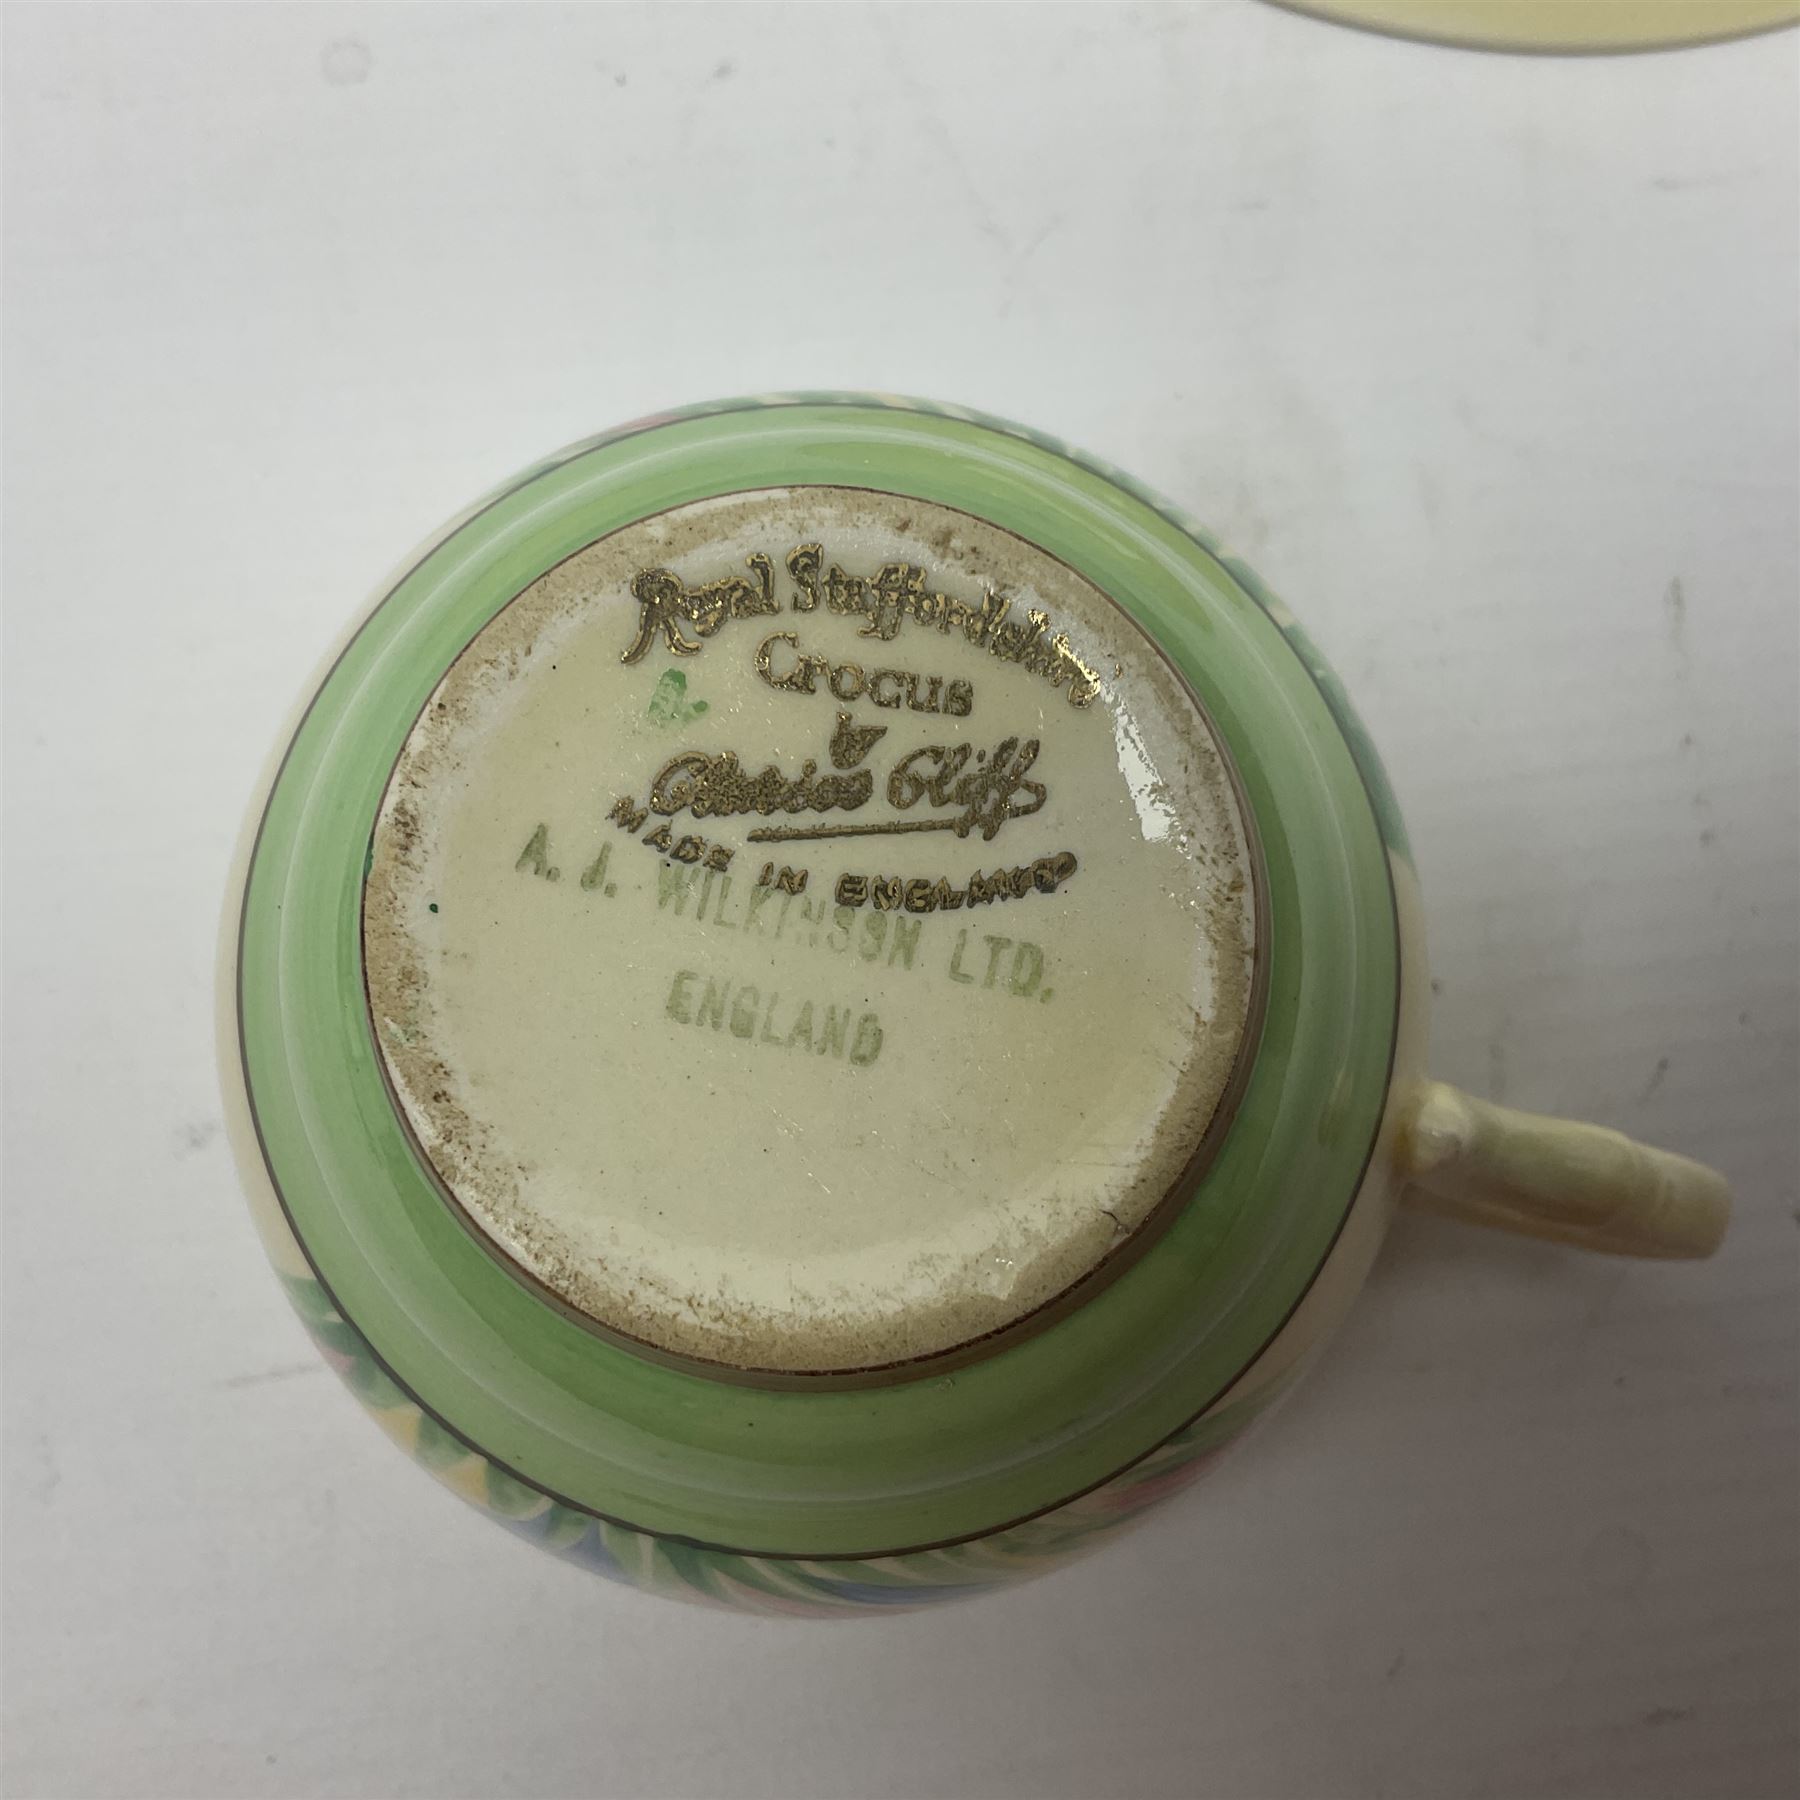 Royal Staffordshire
Crocus
by
Clarice Cliff
MADE IN ENGLAND
A. J. WILKINSON LTD.
ENGLAND